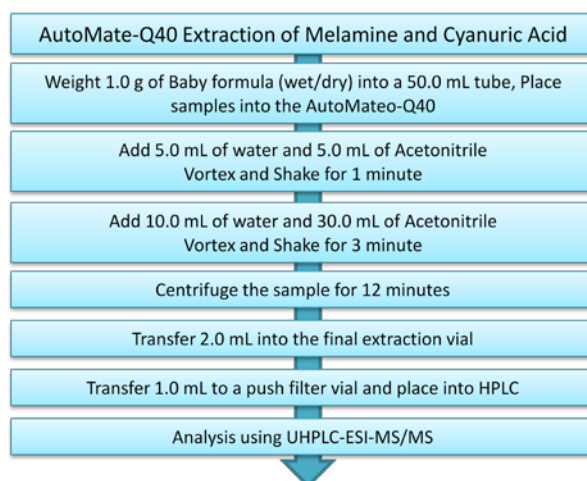 AutoMate-Q40 Extraction of Melamine and Cyanuric Acid
Weight 1.0 g of Baby formula (wet/dry) into a 50.0 mL tube, Place
samples into the AutoMateo-Q40
Add 5.0 mL of water and 5.0 mL of Acetonitrile
Vortex and Shake for 1 minute
Add 10.0 mL of water and 30.0 mL of Acetonitrile
Vortex and Shake for 3 minute
Centrifuge the sample for 12 minutes
Transfer 2.0 mL into the final extraction vial
Transfer 1.0 mL to a push filter vial and place into HPLC
Analysis using UHPLC-ESI-MS/MS